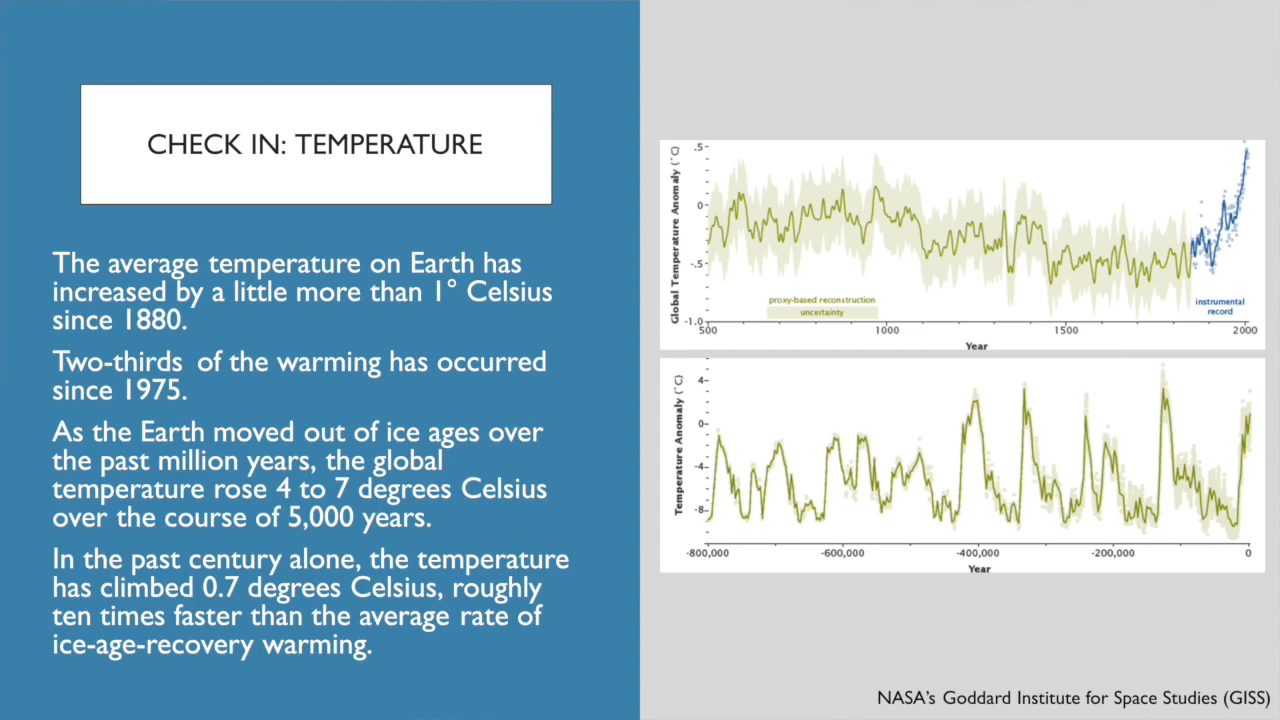 CHECK IN: TEMPERATURE
The average temperature on Earth has
increased by a little more than 1° Celsius
since 1880.
Two-thirds of the warming has occurred
since 1975.
As the Earth moved out of ice ages over
the past million years, the global
temperature rose 4 to 7 degrees Celsius
over the course of 5,000 years.
In the past century alone, the temperature
has climbed 0.7 degrees Celsius, roughly
ten times faster than the average rate of
ice-age-recovery warming.
Global Temperature Anomaly (°C)
.5
0
-.5
-1.0
proxy-based reconstruction
uncertainty
instrumental
record
500 1000 1500 2000
Year
Temperature Anomaly (°C)
4
0
-4
-8
-800,000 -600,000 -400,000 -200,000 0
Year
NASA's Goddard Institute for Space Studies (GISS)